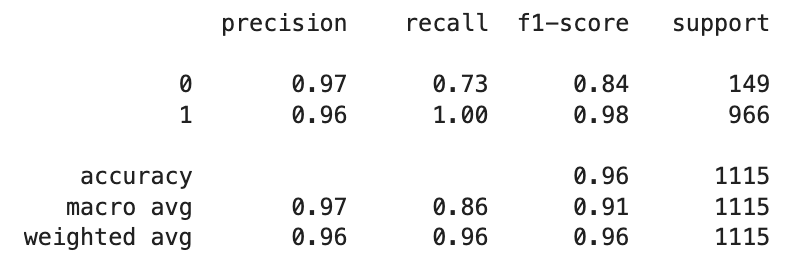 precision recall f1-score support
0 0.97 0.73 0.84 149
1 0.96 1.00 0.98 966
accuracy 0.96 1115
macro avg 0.97 0.86 0.91 1115
weighted avg 0.96 0.96 0.96 1115